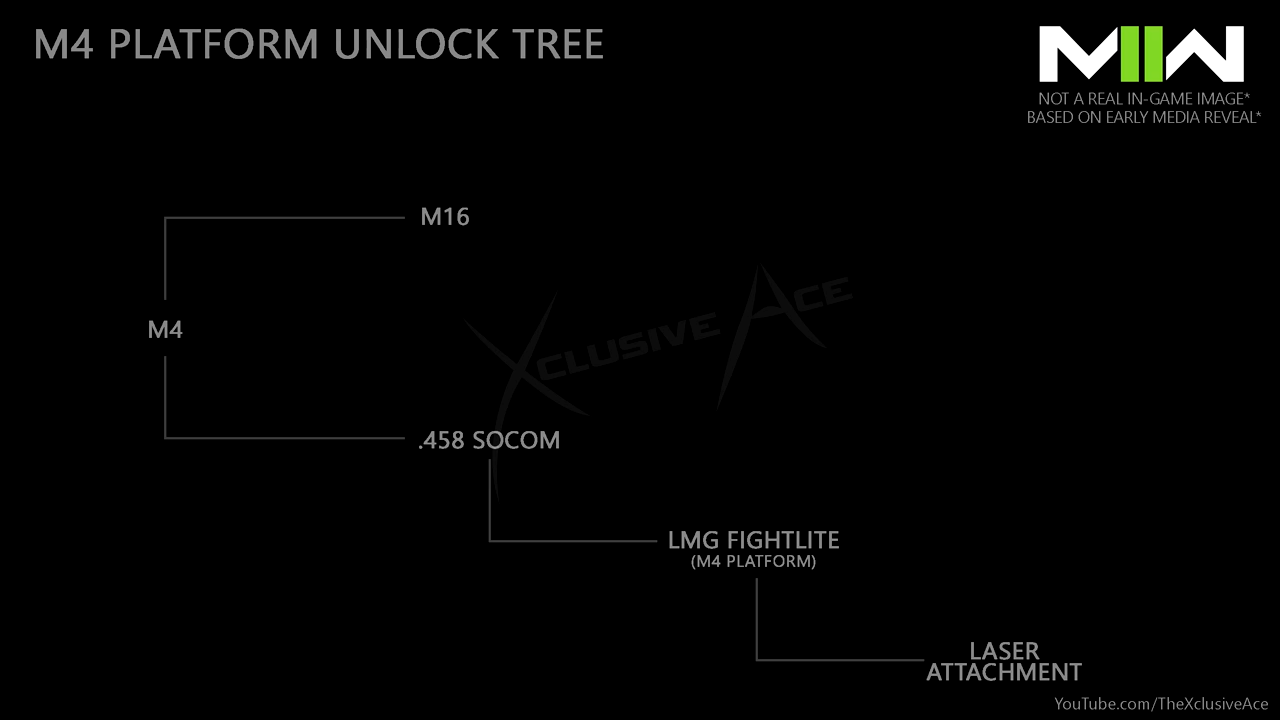 M4 PLATFORM UNLOCK TREE
MIIW
NOT A REAL IN-GAME IMAGE*
BASED ON EARLY MEDIA REVEAL*
M16
XCLUSIVE ACE
M4
.458 SOCOM
LMG FIGHTLITE
(M4 PLATFORM)
LASER
ATTACHMENT
YouTube.com/TheXclusiveAce